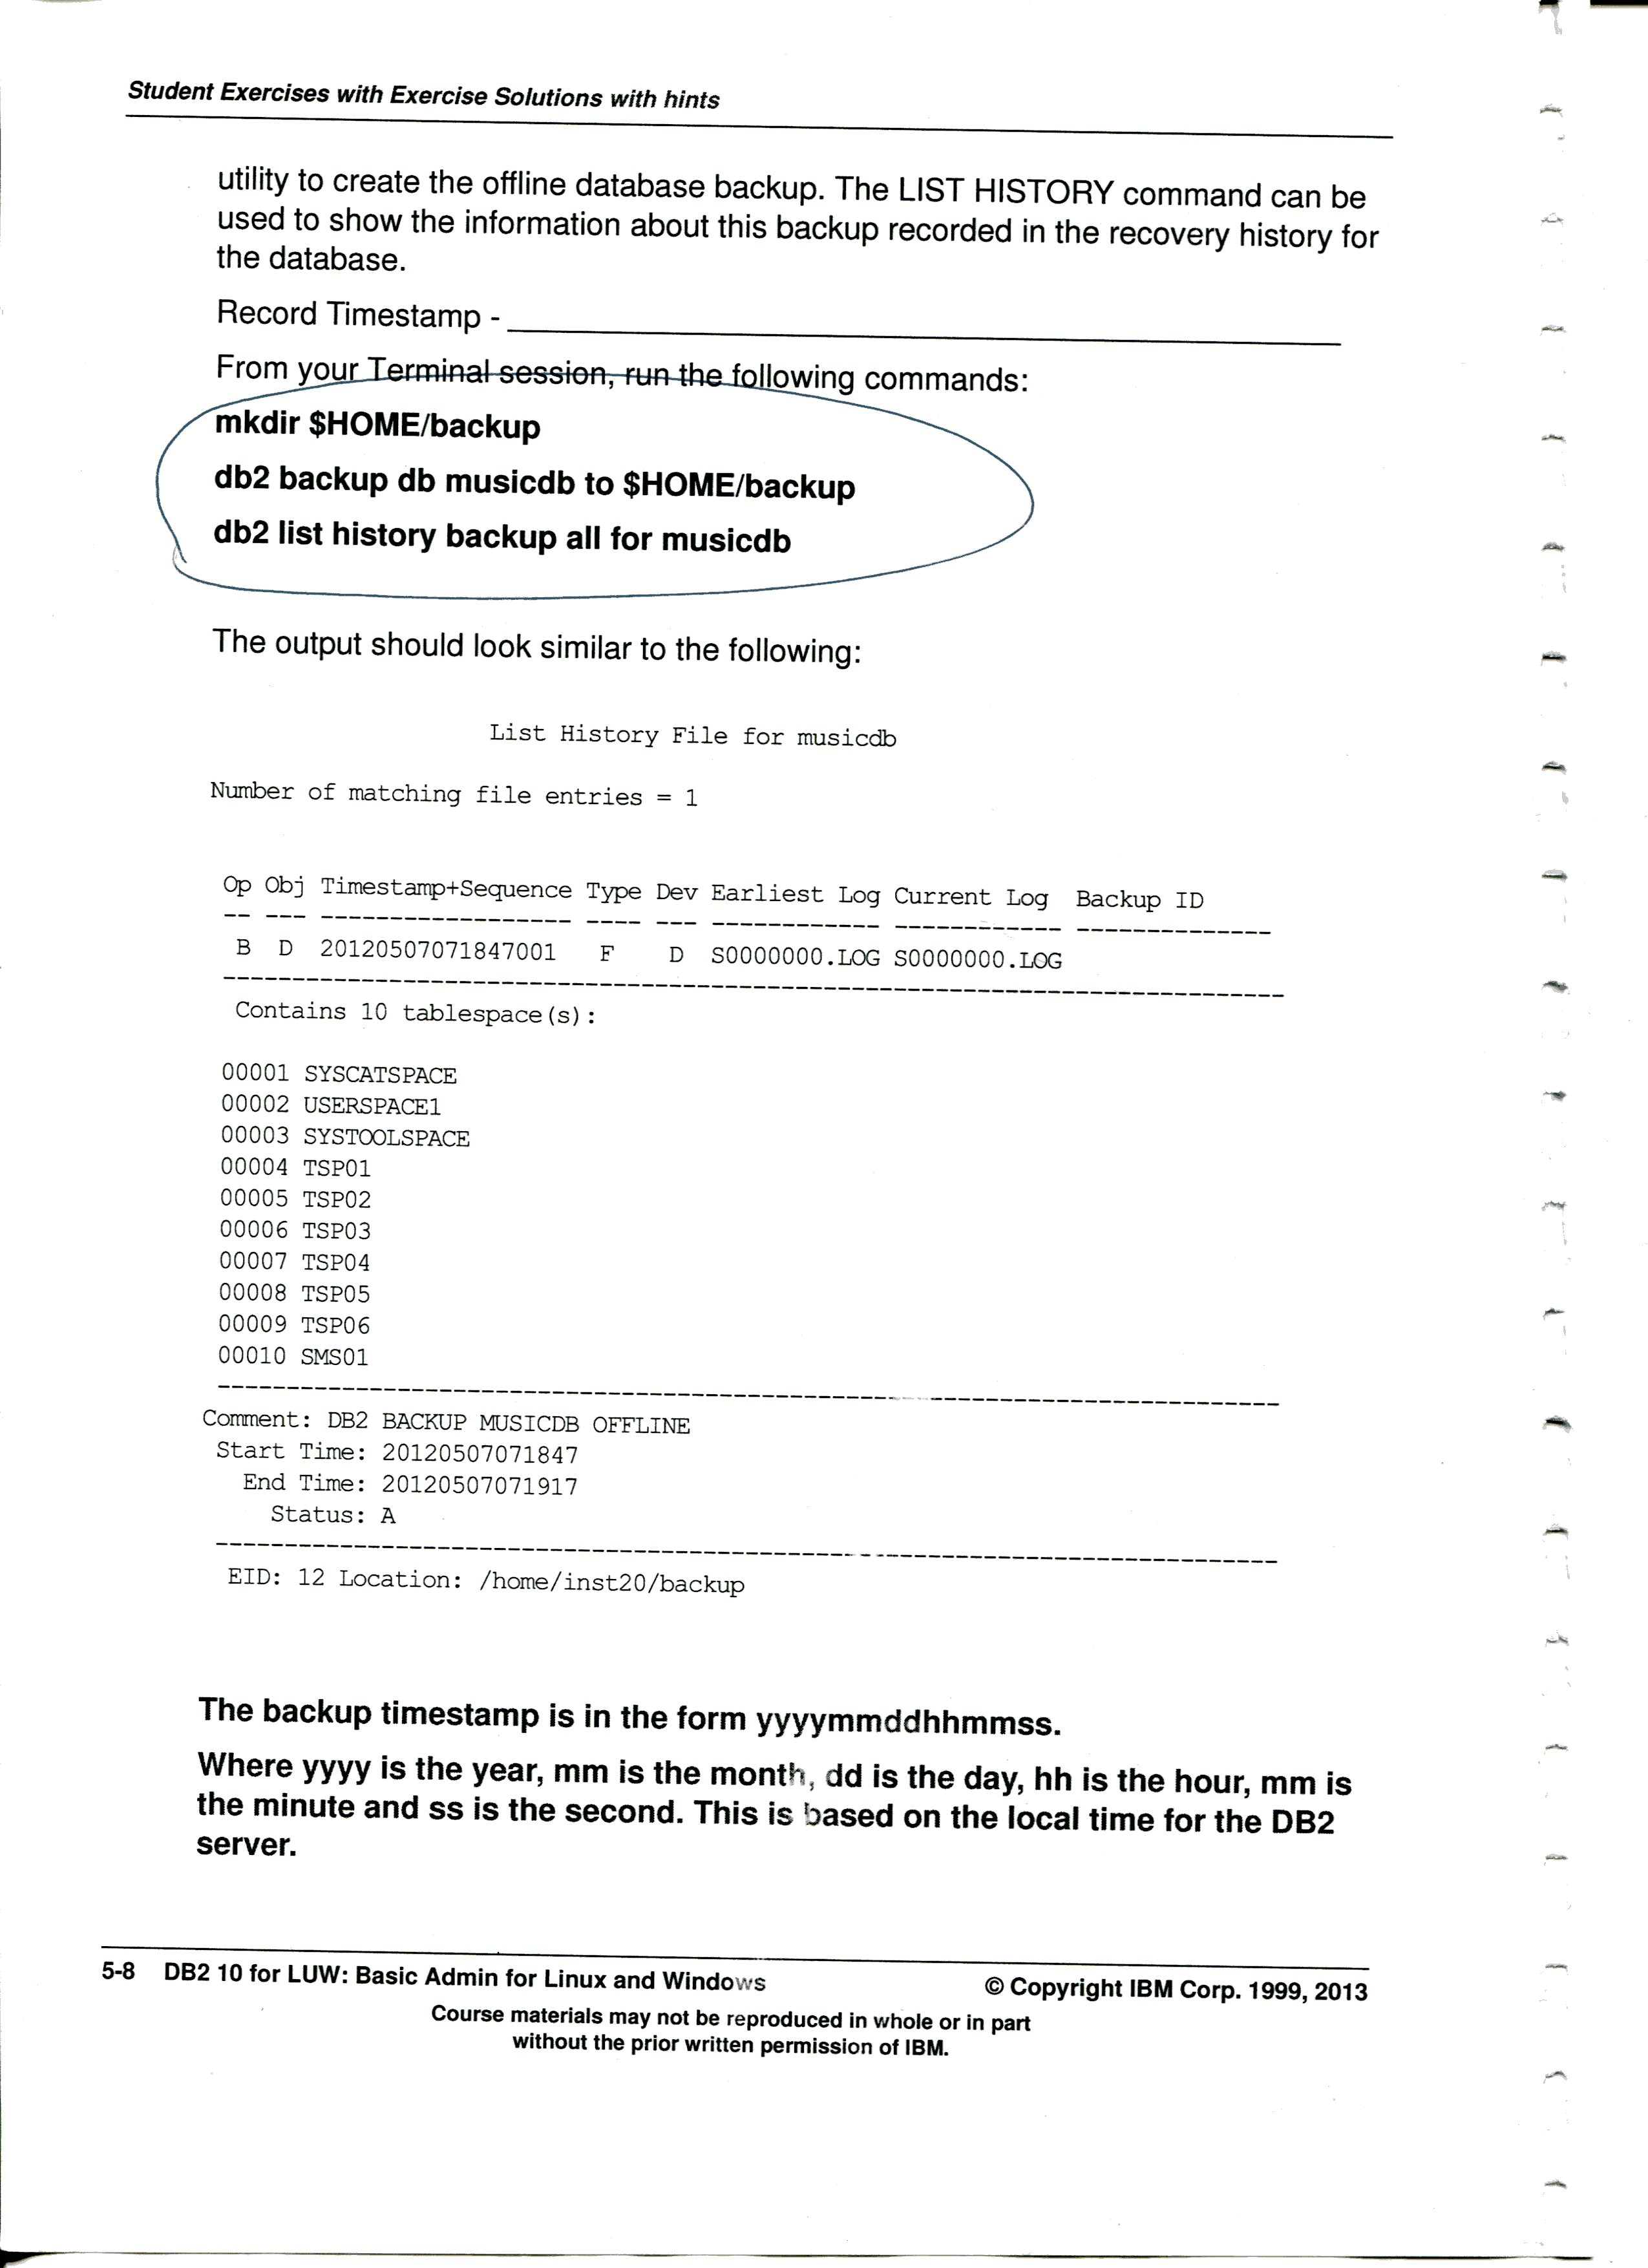 Student Exercises with Exercise Solutions with hints
utility to create the offline database backup. The LIST HISTORY command can be
used to show the information about this backup recorded in the recovery history for
the database.
Record Timestamp - ______________________
From your Terminal session, run the following commands:
mkdir $HOME/backup
db2 backup db musicdb to $HOME/backup
db2 list history backup all for musicdb
The output should look similar to the following:
List History File for musicdb
Number of matching file entries = 1
Op Obj Timestamp+Sequence Type Dev Earliest Log Current Log Backup ID
-- --- ------------------ ---- --- ------------ ------------ --------------
B D 20120507071847001 F D S0000000.LOG S0000000.LOG
----------------------------------------------------------------------------
Contains 10 tablespace(s):
00001 SYSCATSPACE
00002 USERSPACE1
00003 SYSTOOLSPACE
00004 TSP01
00005 TSP02
00006 TSP03
00007 TSP04
00008 TSP05
00009 TSP06
00010 SMS01
----------------------------------------------------------------------------
Comment: DB2 BACKUP MUSICDB OFFLINE
Start Time: 20120507071847
End Time: 20120507071917
Status: A
----------------------------------------------------------------------------
EID: 12 Location: /home/inst20/backup
The backup timestamp is in the form yyyymmddhhmmss.
Where yyyy is the year, mm is the month, dd is the day, hh is the hour, mm is
the minute and ss is the second. This is based on the local time for the DB2
server.
5-8 DB2 10 for LUW: Basic Admin for Linux and Windows © Copyright IBM Corp. 1999, 2013
Course materials may not be reproduced in whole or in part
without the prior written permission of IBM.